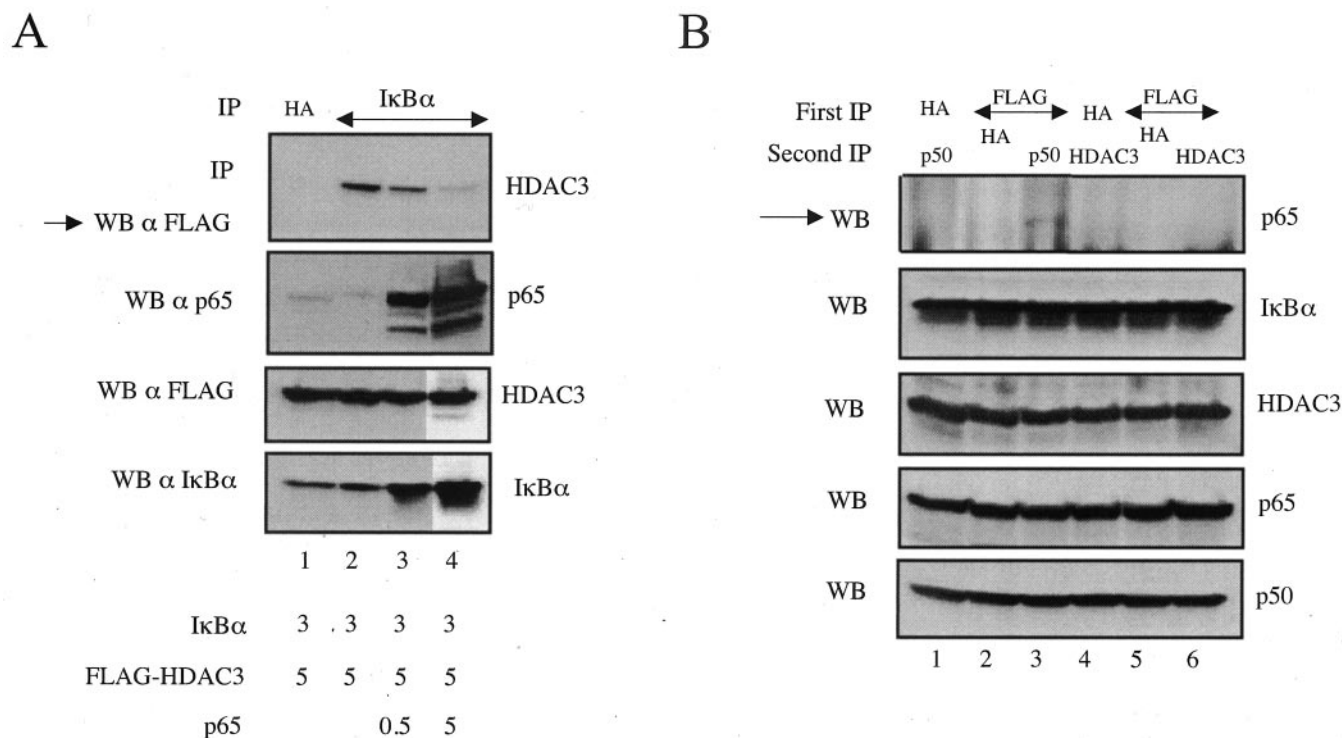 A
IP HA IκBα
IP HDAC3
WB α FLAG
WB α p65 p65
WB α FLAG HDAC3
WB α IκBα IκBα
1 2 3 4
IκBα 3 3 3 3
FLAG-HDAC3 5 5 5 5
p65 0.5 5
B
First IP HA FLAG HA FLAG
Second IP p50 HA p50 HDAC3 HA HDAC3
WB p65
WB IκBα
WB HDAC3
WB p65
WB p50
1 2 3 4 5 6